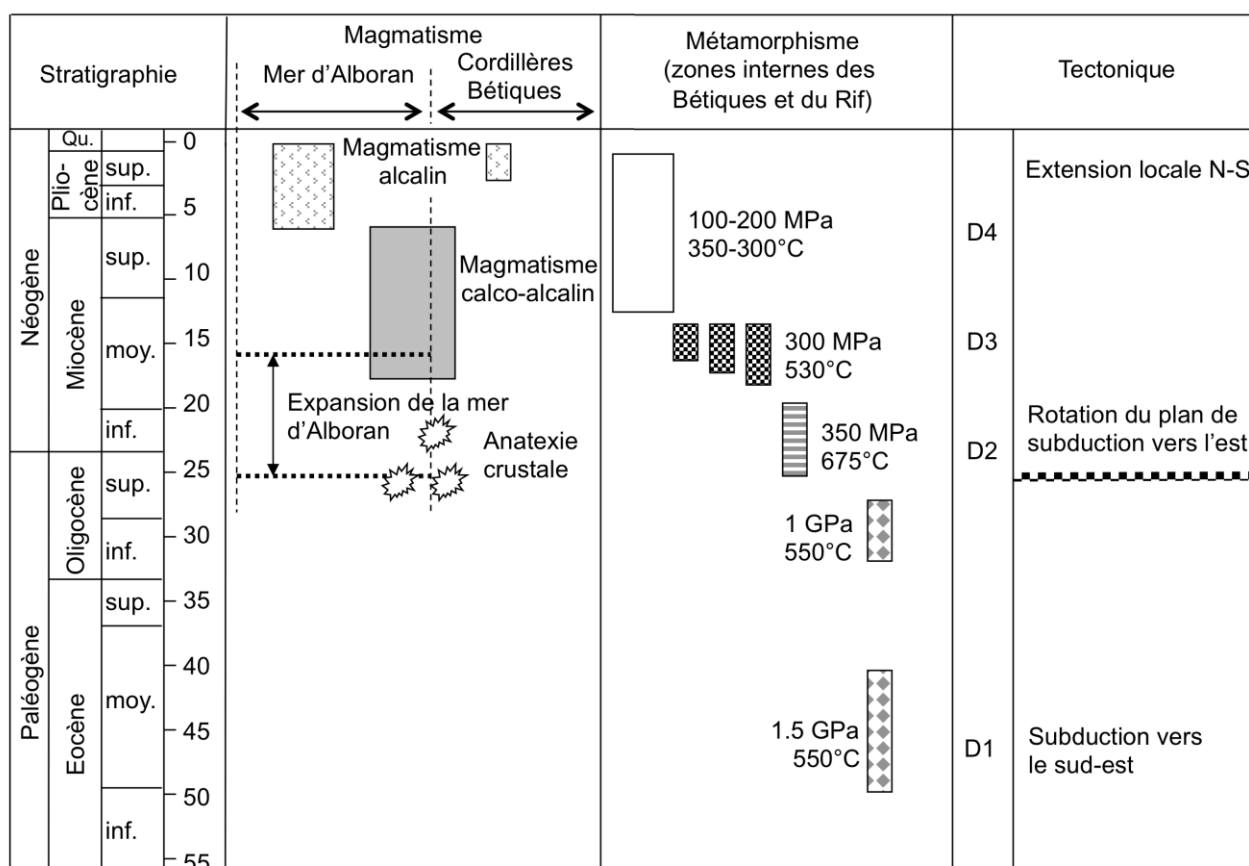 Stratigraphie
Magmatisme
Mer d'Alboran
Cordillères
Bétiques
Métamorphisme
(zones internes des
Bétiques et du Rif)
Tectonique
Néogène
Paléogène
Qu.
Plio-
cène
sup.
inf.
Miocène
sup.
moy.
inf.
Oligocène
sup.
inf.
Eocène
sup.
moy.
inf.
0
5
10
15
20
25
30
35
40
45
50
55
Magmatisme
alcalin
Magmatisme
calco-alcalin
Expansion de la mer
d'Alboran
Anatexie
crustale
100-200 MPa
350-300°C
300 MPa
530°C
350 MPa
675°C
1 GPa
550°C
1.5 GPa
550°C
D4
D3
D2
D1
Extension locale N-S
Rotation du plan de
subduction vers l'est
Subduction vers
le sud-est